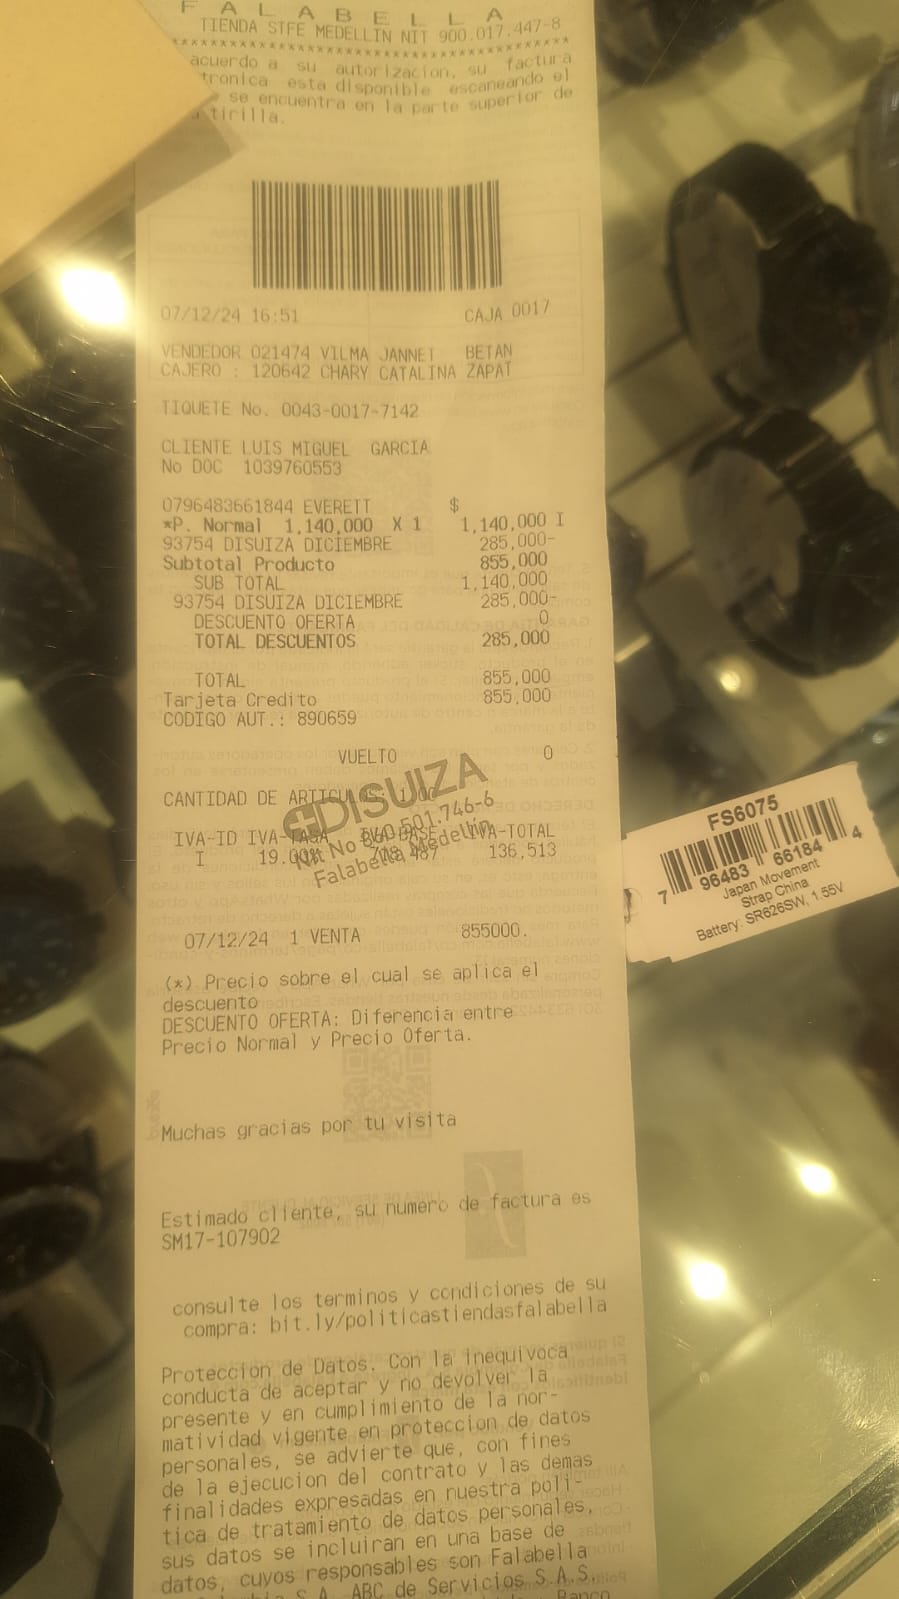 FALABELLA
TIENDA STFE MEDELLIN NIT 900.017.447-8
****************************************
acuerdo a su autorizacion, su factura
tronica esta disponible escaneando el
se encuentra en la parte superior de
tirilla.
07/12/24 16:51 CAJA 0017
VENDEDOR 021474 VILMA JANNET BETAN
CAJERO : 120642 CHARY CATALINA ZAPAT
TIQUETE No. 0043-0017-7142
CLIENTE LUIS MIGUEL GARCIA
No DOC 1039760553
0796483661844 EVERETT $
*P. Normal 1,140,000 X 1 1,140,000 I
93754 DISUIZA DICIEMBRE 285,000-
Subtotal Producto 855,000
SUB TOTAL 1,140,000
93754 DISUIZA DICIEMBRE 285,000-
DESCUENTO OFERTA 0
TOTAL DESCUENTOS 285,000
TOTAL 855,000
Tarjeta Credito 855,000
CODIGO AUT.: 890659
VUELTO 0
CANTIDAD DE ARTICULOS:
DISUIZA
Falabella Medellín
IVA-ID IVA-TASA IVA-BASE IVA-TOTAL
I 19.00% 718,487 136,513
07/12/24 1 VENTA 855000.
(*) Precio sobre el cual se aplica el
descuento
DESCUENTO OFERTA: Diferencia entre
Precio Normal y Precio Oferta.
Muchas gracias por tu visita
Estimado cliente, su numero de factura es
SM17-107902
consulte los terminos y condiciones de su
compra: bit.ly/politicastiendasfalabella
Proteccion de Datos. Con la inequivoca
conducta de aceptar y no devolver la
presente y en cumplimiento de la nor-
matividad vigente en proteccion de datos
personales, se advierte que, con fines
de la ejecucion del contrato y las demas
finalidades expresadas en nuestra poli-
tica de tratamiento de datos personales,
sus datos se incluiran en una base de
datos, cuyos responsables son Falabella
S.A. ABC de Servicios S.A.S.
Banco
FS6075
7 96483 66184 4
Japan Movement
Strap China
Battery: SR626SW, 1.55V